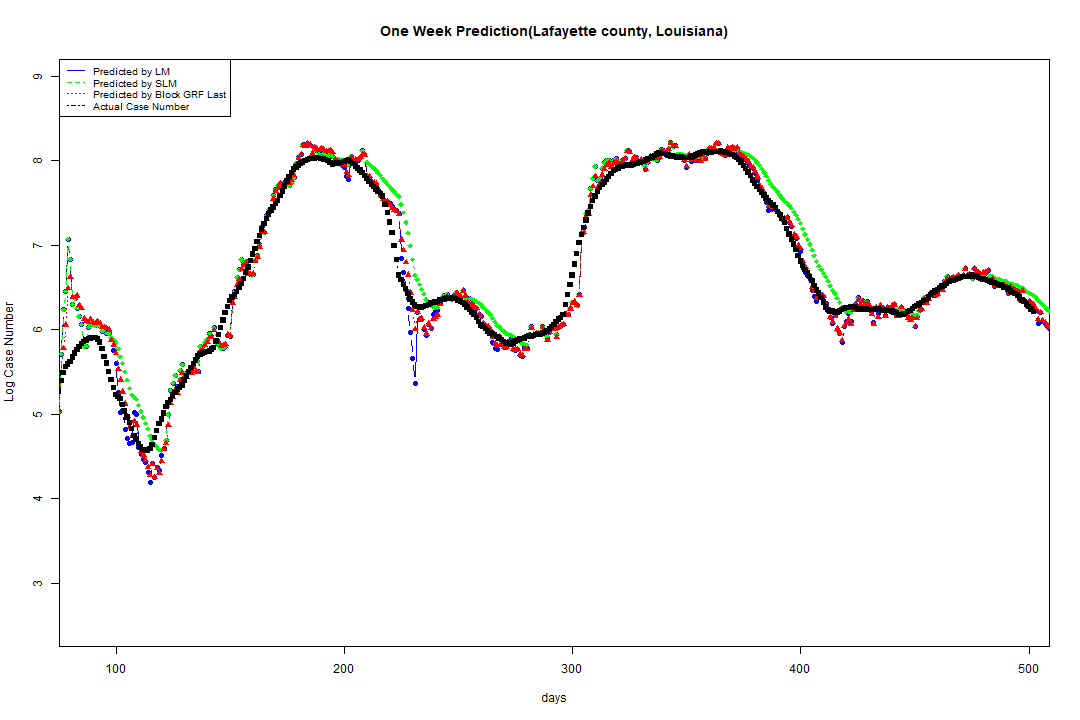 One Week Prediction(Lafayette county, Louisiana)
Predicted by LM
Predicted by SLM
Predicted by Block GRF Last
Actual Case Number
9
8
7
6
5
4
3
Log Case Number
100 200 300 400 500
days